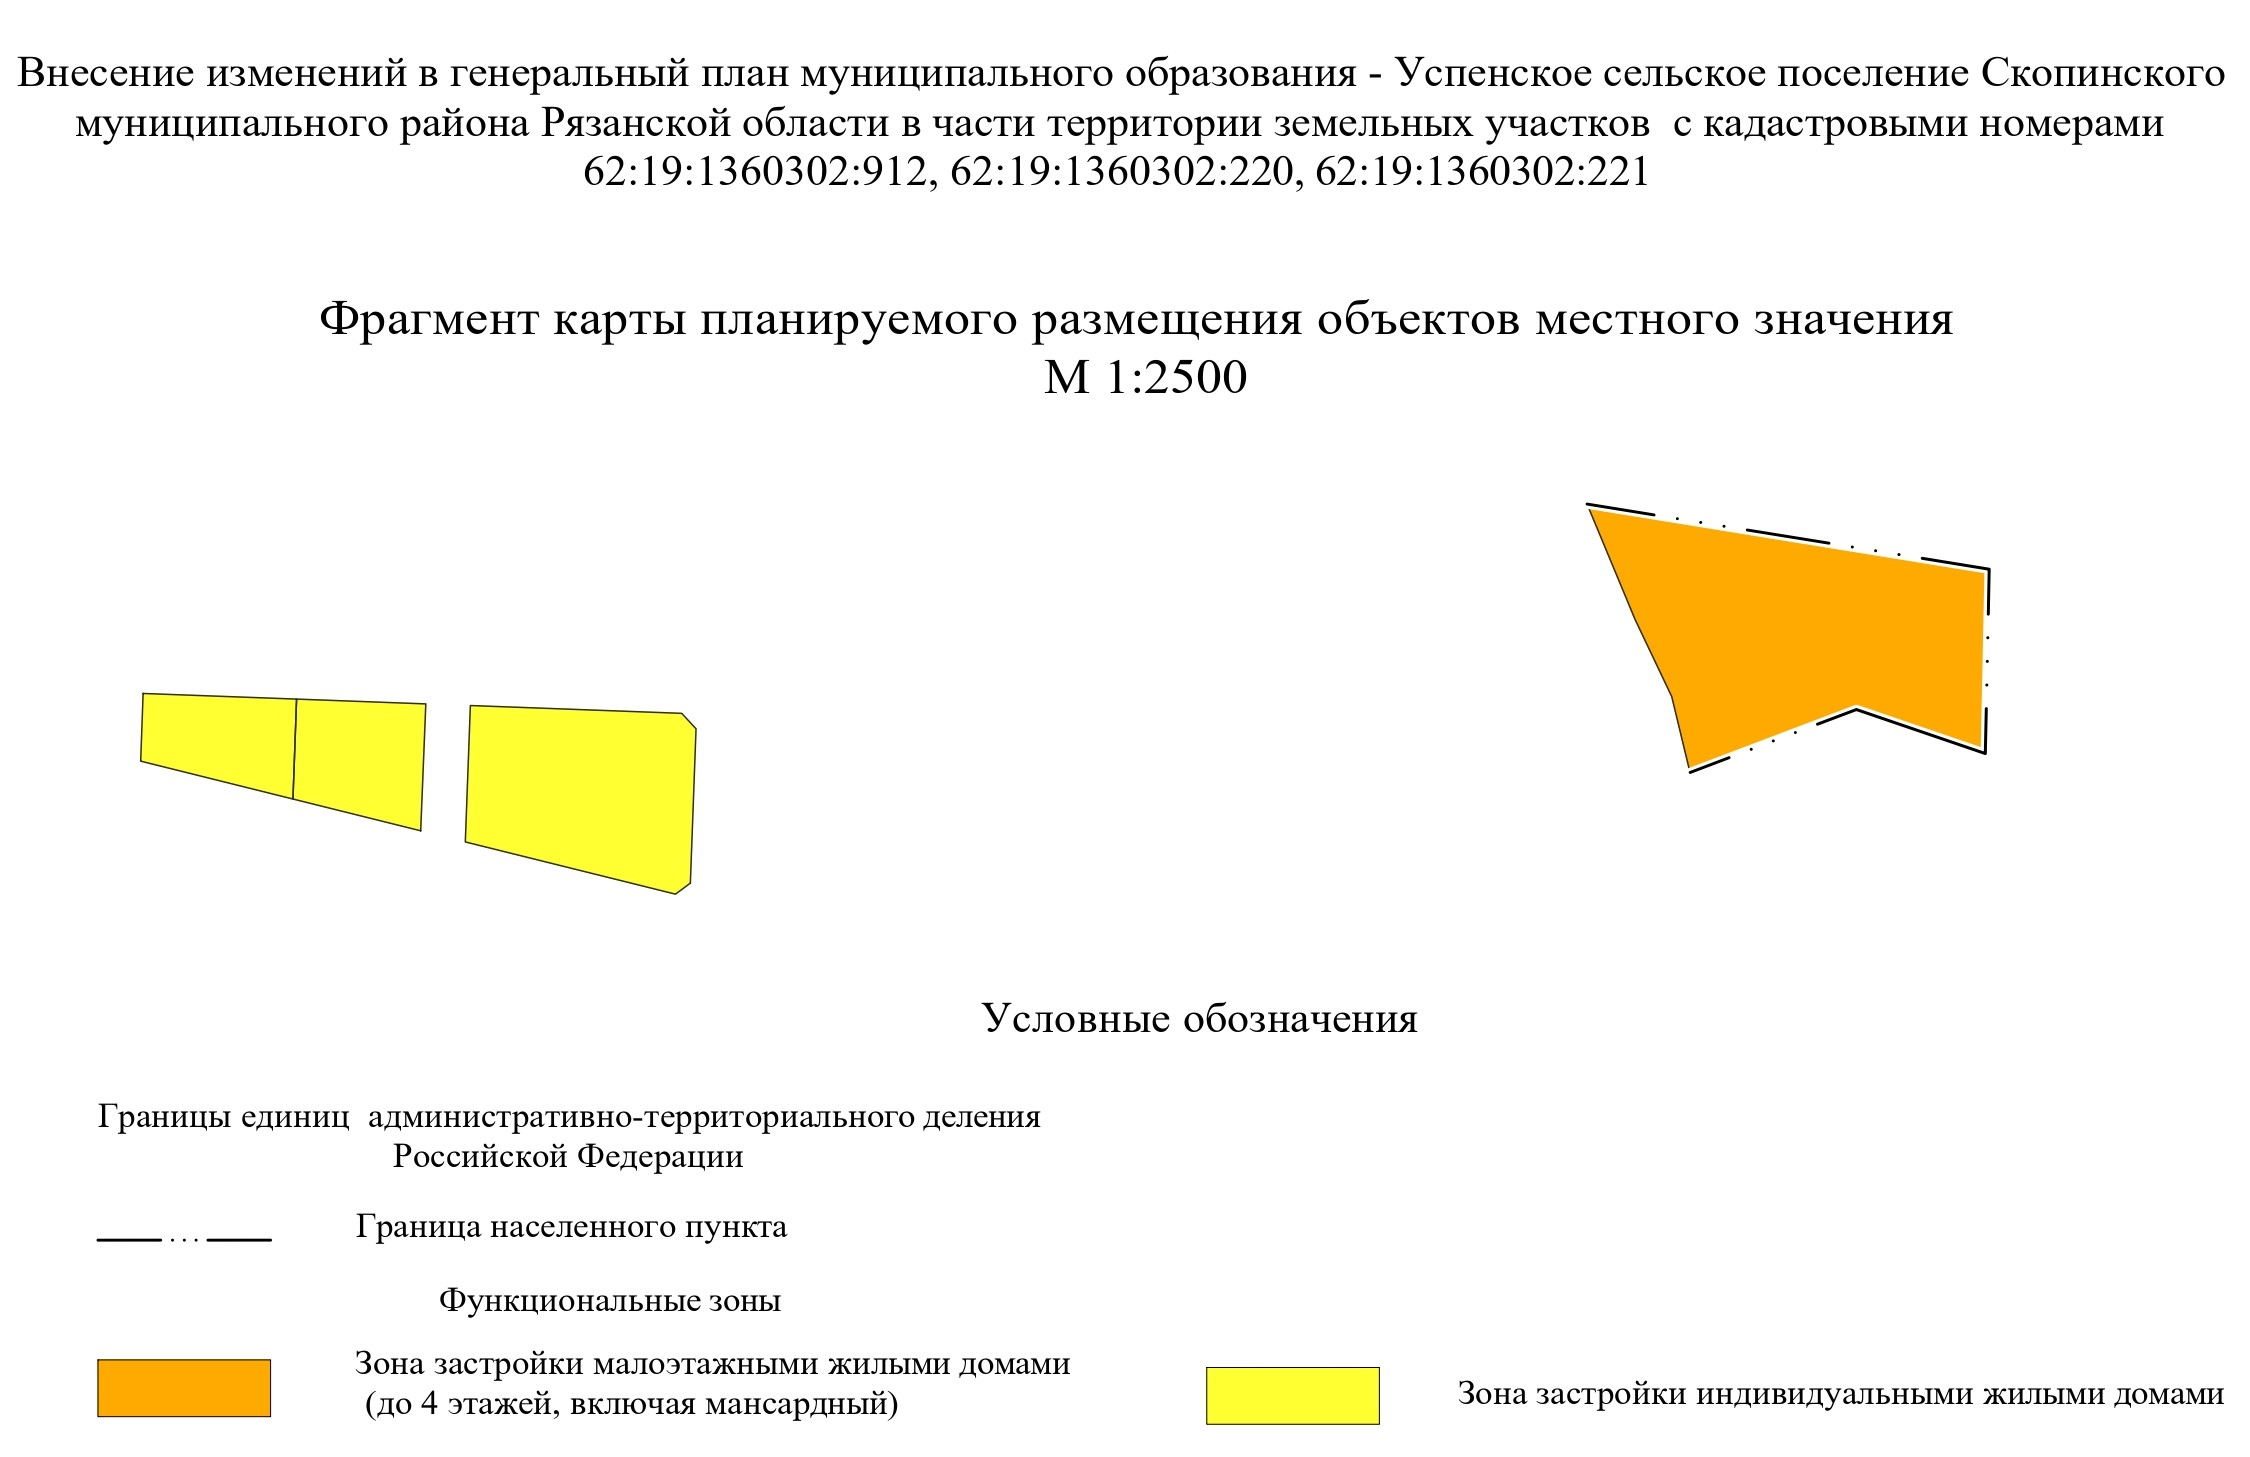 Внесение изменений в генеральный план муниципального образования - Успенское сельское поселение Скопинского
муниципального района Рязанской области в части территории земельных участков с кадастровыми номерами
62:19:1360302:912, 62:19:1360302:220, 62:19:1360302:221
Фрагмент карты планируемого размещения объектов местного значения
М 1:2500
Условные обозначения
Границы единиц административно-территориального деления
Российской Федерации
Граница населенного пункта
Функциональные зоны
Зона застройки малоэтажными жилыми домами
(до 4 этажей, включая мансардный)
Зона застройки индивидуальными жилыми домами